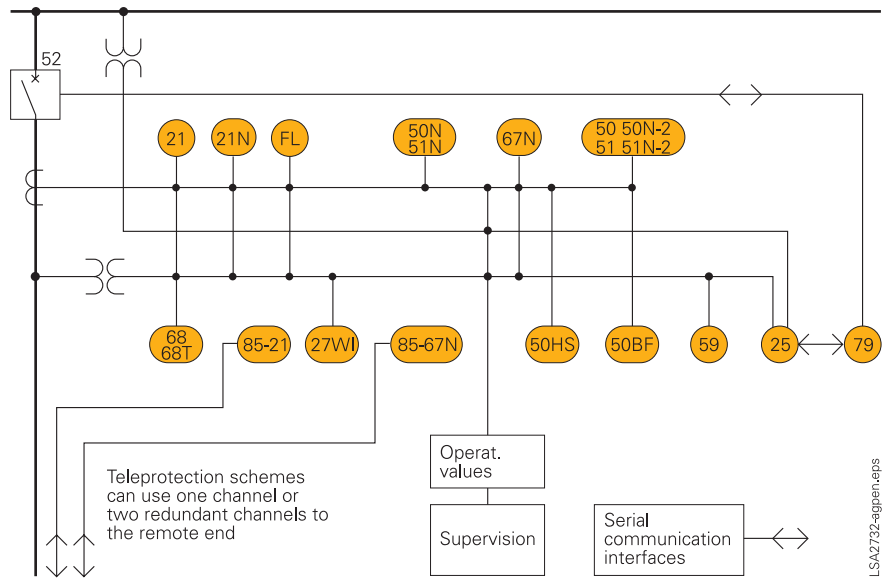 52
21
21N
FL
50N
51N
67N
50 50N-2
51 51N-2
68
68T
85-21
27WI
85-67N
50HS
50BF
59
25
79
Teleprotection schemes
can use one channel or
two redundant channels to
the remote end
Operat.
values
Supervision
Serial
communication
interfaces
LSA2732-agpen.eps